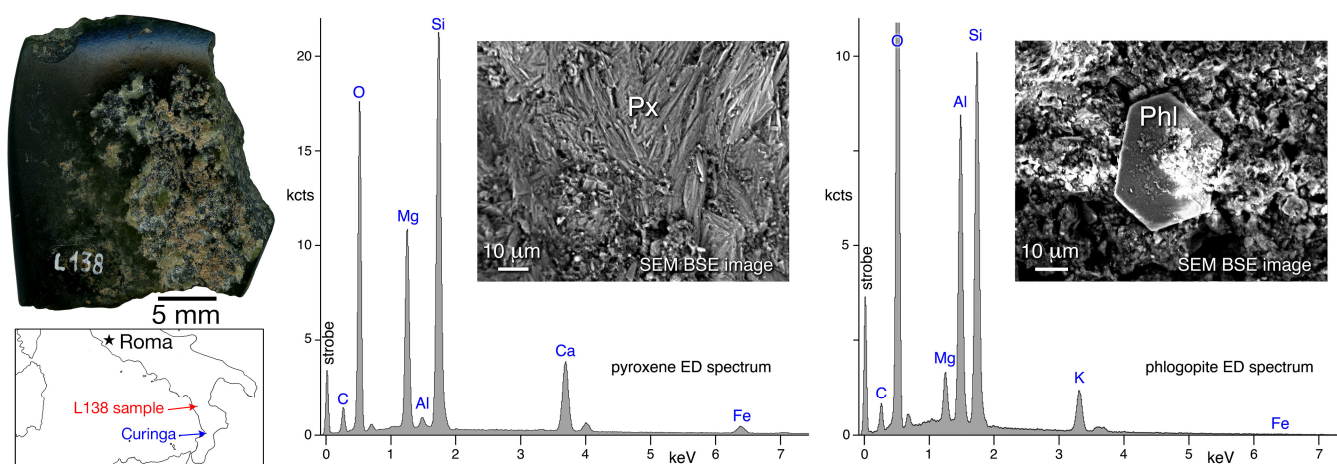 L138
5 mm
★Roma
L138 sample
Curinga
20
15
10
5
0
kcts
0
1
2
3
4
5
6
7
keV
strobe
C
O
Mg
Al
Si
Ca
Fe
Px
10 μm
SEM BSE image
pyroxene ED spectrum
10
5
0
kcts
0
1
2
3
4
5
6
7
keV
strobe
C
O
Mg
Al
Si
K
Fe
Phl
10 μm
SEM BSE image
phlogopite ED spectrum